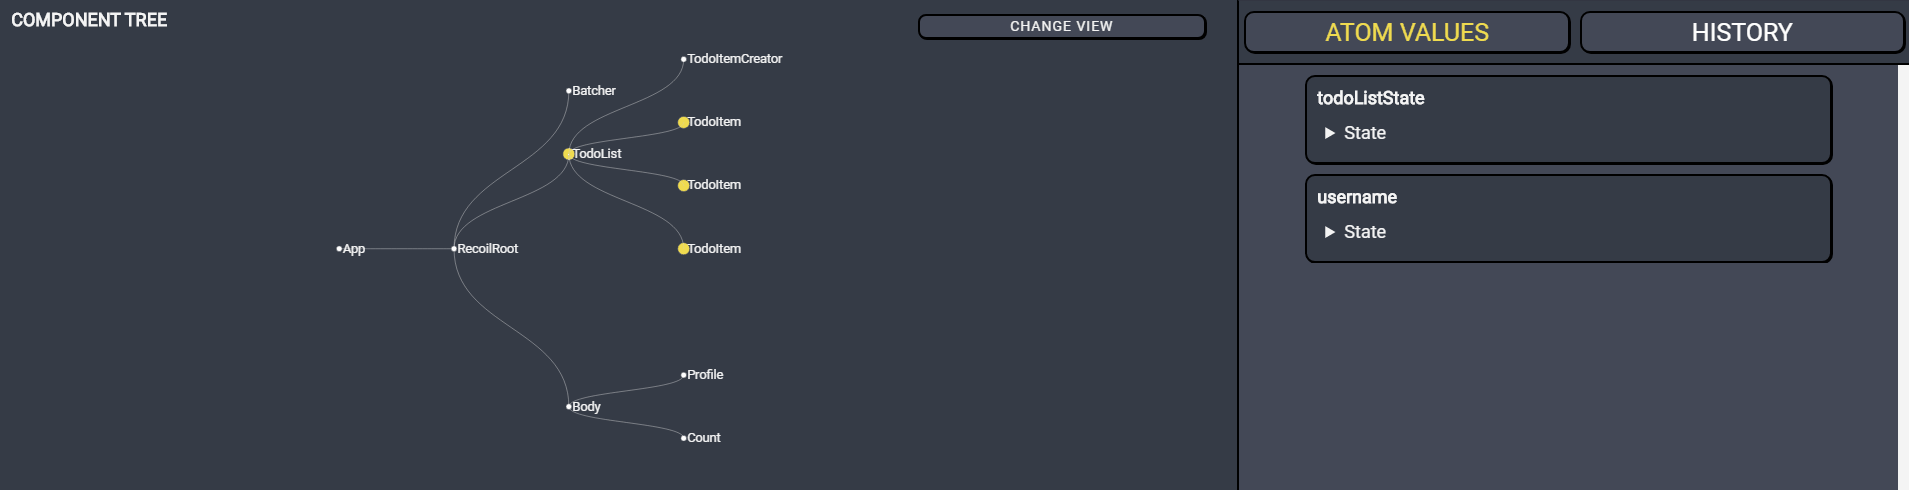 COMPONENT TREE
CHANGE VIEW
TodoItemCreator
Batcher
TodoItem
TodoList
TodoItem
App
RecoilRoot
TodoItem
Profile
Body
Count
ATOM VALUES
HISTORY
todoListState
State
username
State